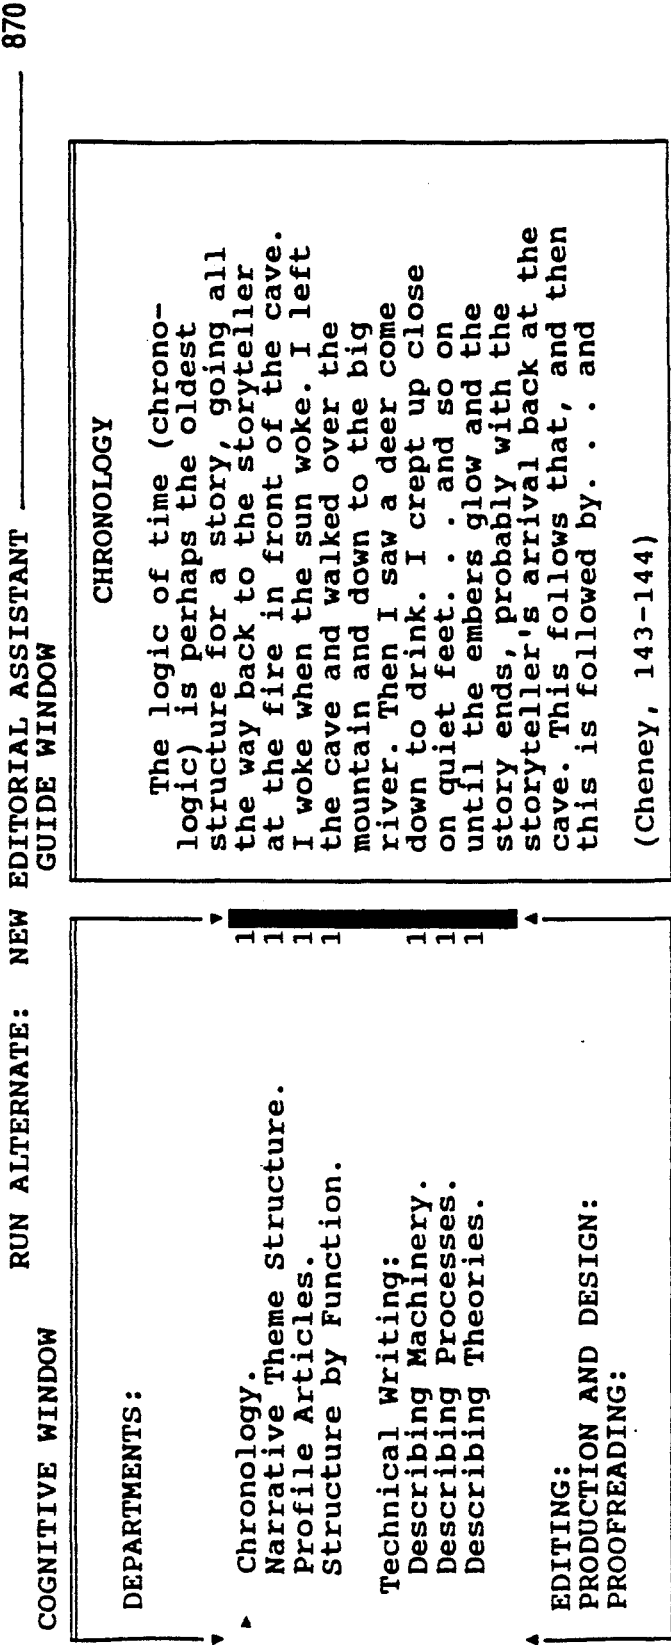 RUN ALTERNATE: NEW EDITORIAL ASSISTANT 870
COGNITIVE WINDOW
GUIDE WINDOW
DEPARTMENTS:
Chronology. 1
Narrative Theme Structure. 1
Profile Articles. 1
Structure by Function. 1
Technical Writing:
Describing Machinery. 1
Describing Processes. 1
Describing Theories. 1
EDITING:
PRODUCTION AND DESIGN:
PROOFREADING:
CHRONOLOGY
The logic of time (chrono-
logic) is perhaps the oldest
structure for a story, going all
the way back to the storyteller
at the fire in front of the cave.
I woke when the sun woke. I left
the cave and walked over the
mountain and down to the big
river. Then I saw a deer come
down to drink. I crept up close
on quiet feet. . . and so on
until the embers glow and the
story ends, probably with the
storyteller's arrival back at the
cave. This follows that, and then
this is followed by. . . and
(Cheney, 143-144)